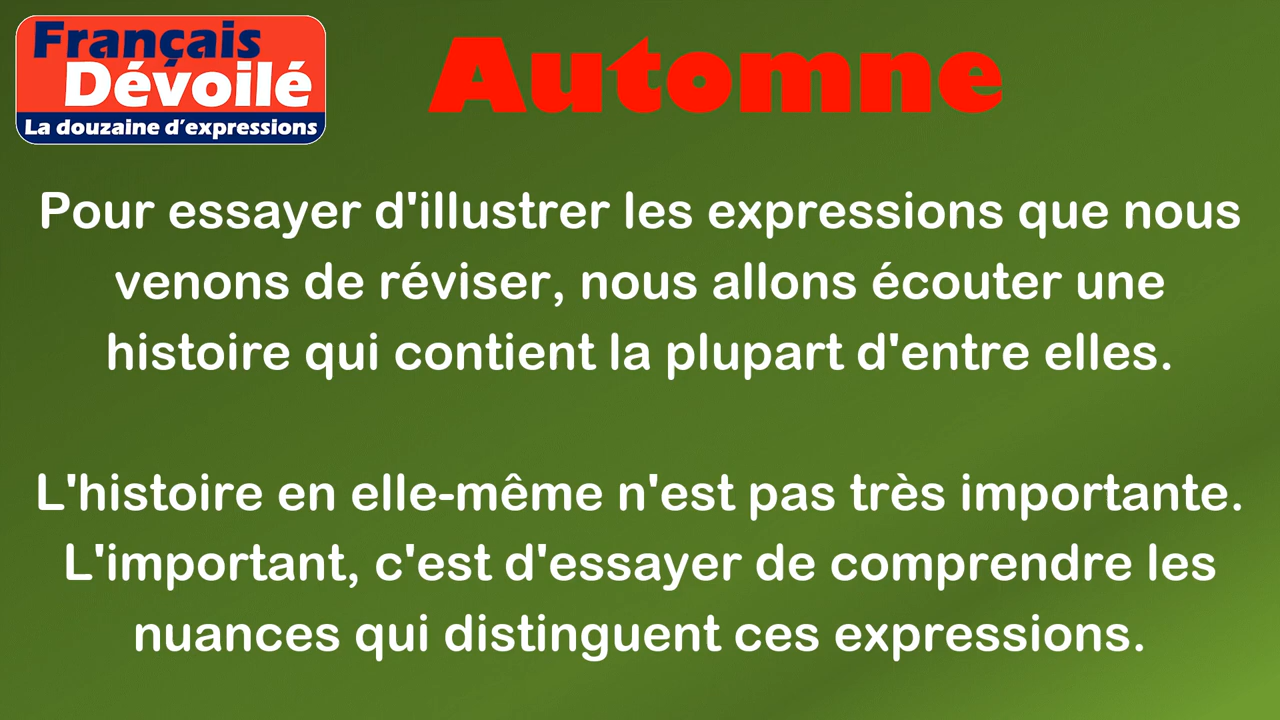 Français
Dévoilé
La douzaine d'expressions
Automne
Pour essayer d'illustrer les expressions que nous
venons de réviser, nous allons écouter une
histoire qui contient la plupart d'entre elles.
L'histoire en elle-même n'est pas très importante.
L'important, c'est d'essayer de comprendre les
nuances qui distinguent ces expressions.